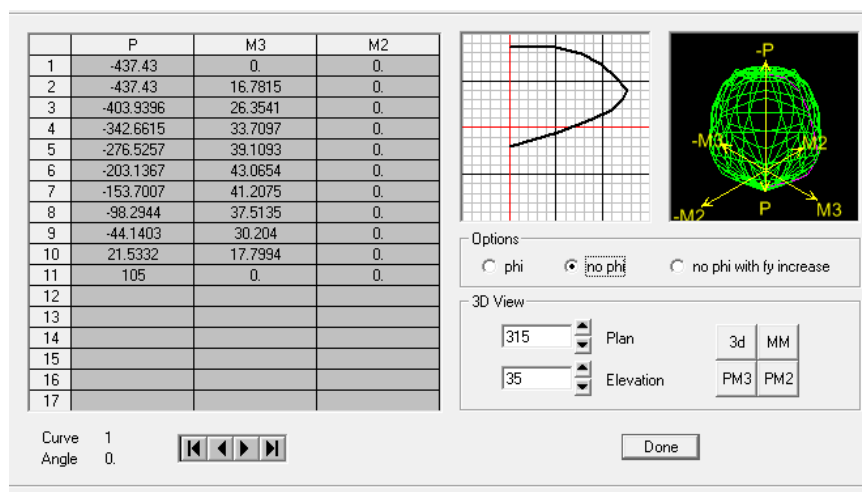 P M3 M2
1 -437.43 0. 0.
2 -437.43 16.7815 0.
3 -403.9396 26.3541 0.
4 -342.6615 33.7097 0.
5 -276.5257 39.1093 0.
6 -203.1367 43.0654 0.
7 -153.7007 41.2075 0.
8 -98.2944 37.5135 0.
9 -44.1403 30.204 0.
10 21.5332 17.7994 0.
11 105 0. 0.
12
13
14
15
16
17
Curve 1
Angle 0.
-P
-M3 M2
-M2 P M3
Options
phi no phi no phi with fy increase
3D View
315 Plan 3d MM
35 Elevation PM3 PM2
Done